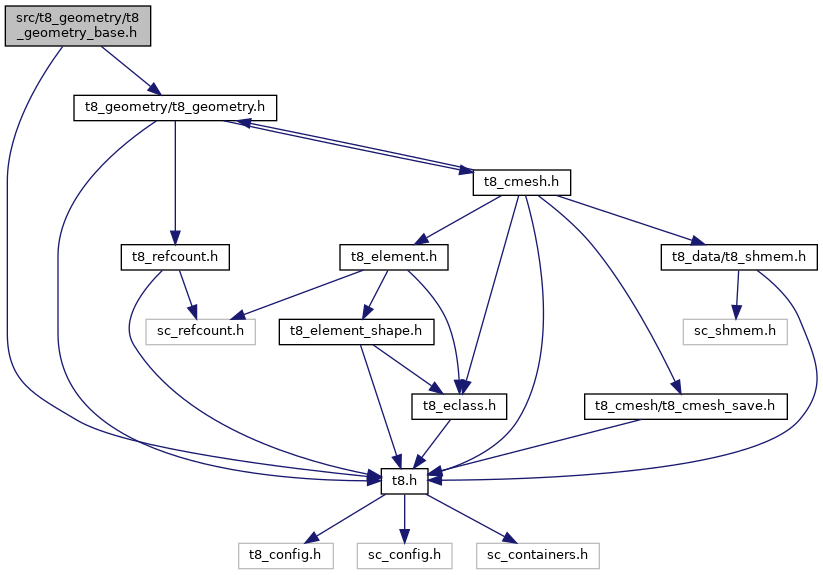 src/t8_geometry/t8
_geometry_base.h
t8_geometry/t8_geometry.h
t8_cmesh.h
t8_refcount.h
t8_element.h
t8_data/t8_shmem.h
sc_refcount.h
t8_element_shape.h
sc_shmem.h
t8_eclass.h
t8_cmesh/t8_cmesh_save.h
t8.h
t8_config.h
sc_config.h
sc_containers.h